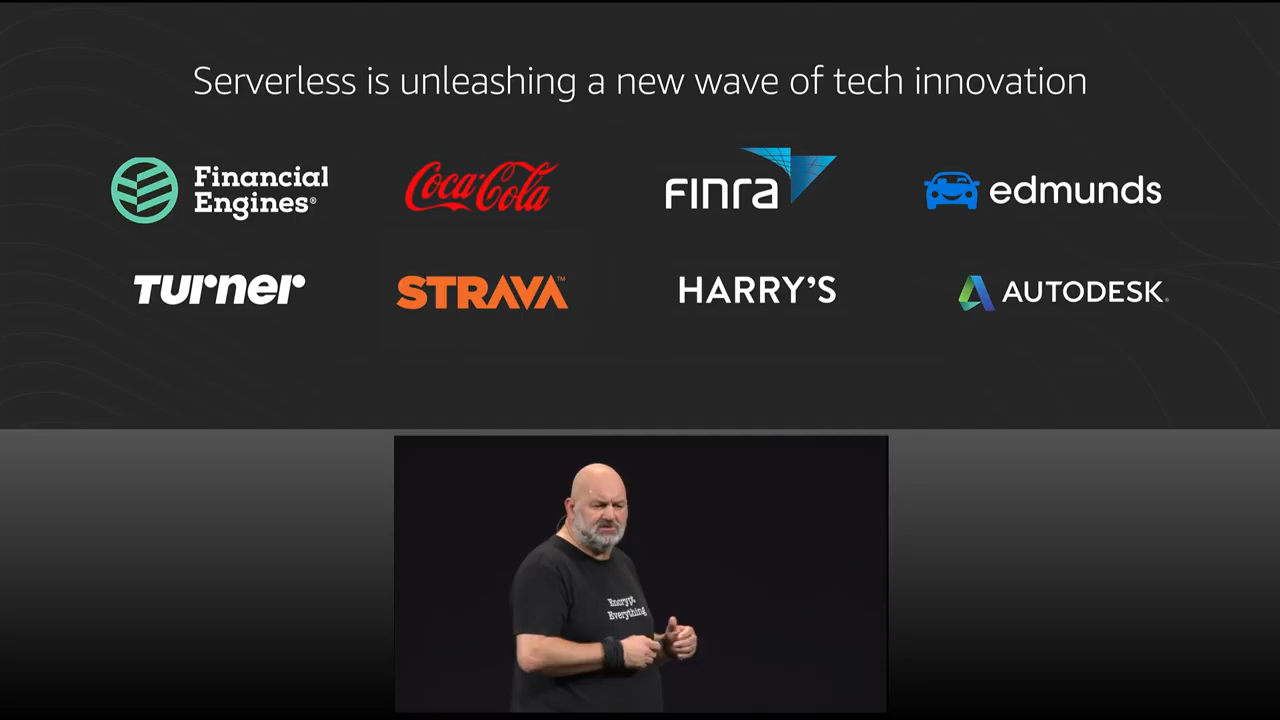 Serverless is unleashing a new wave of tech innovation
Financial
Engines®
Coca-Cola
FINra
edmunds
Turner
STRAVA™
HARRY'S
AUTODESK®
Encrypt.
Everything.